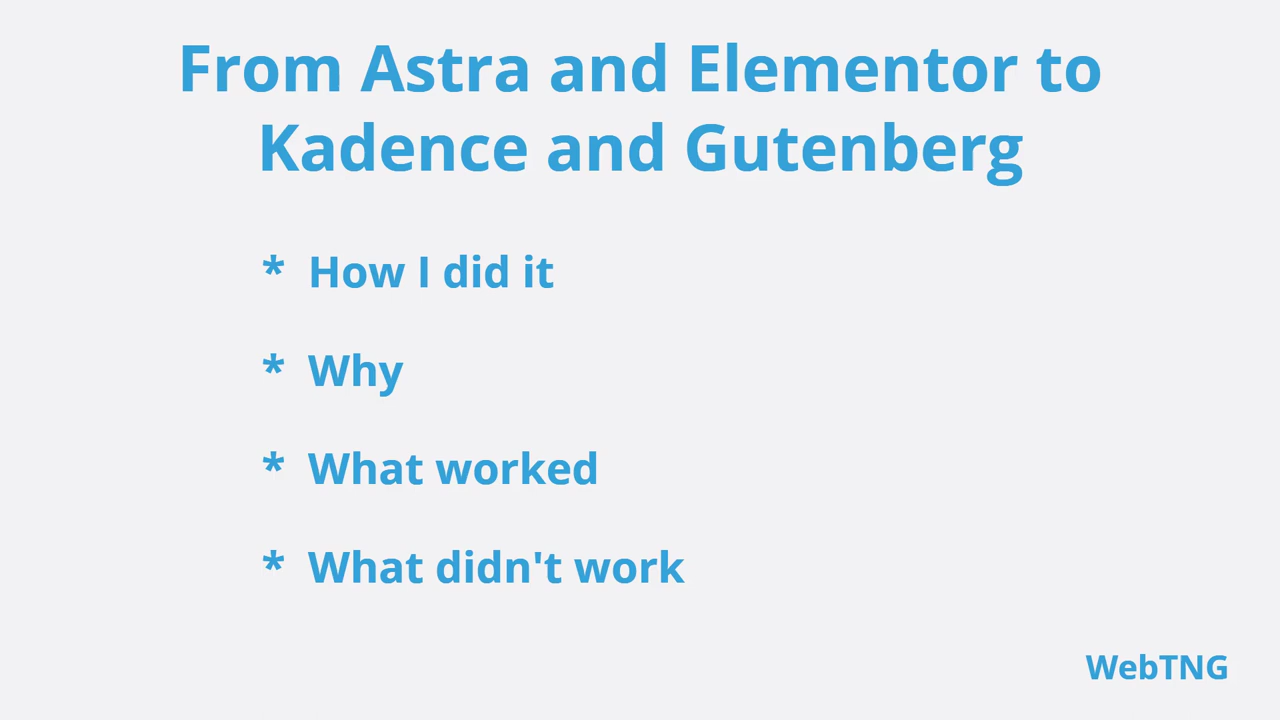 From Astra and Elementor to
Kadence and Gutenberg
* How I did it
* Why
* What worked
* What didn't work
WebTNG